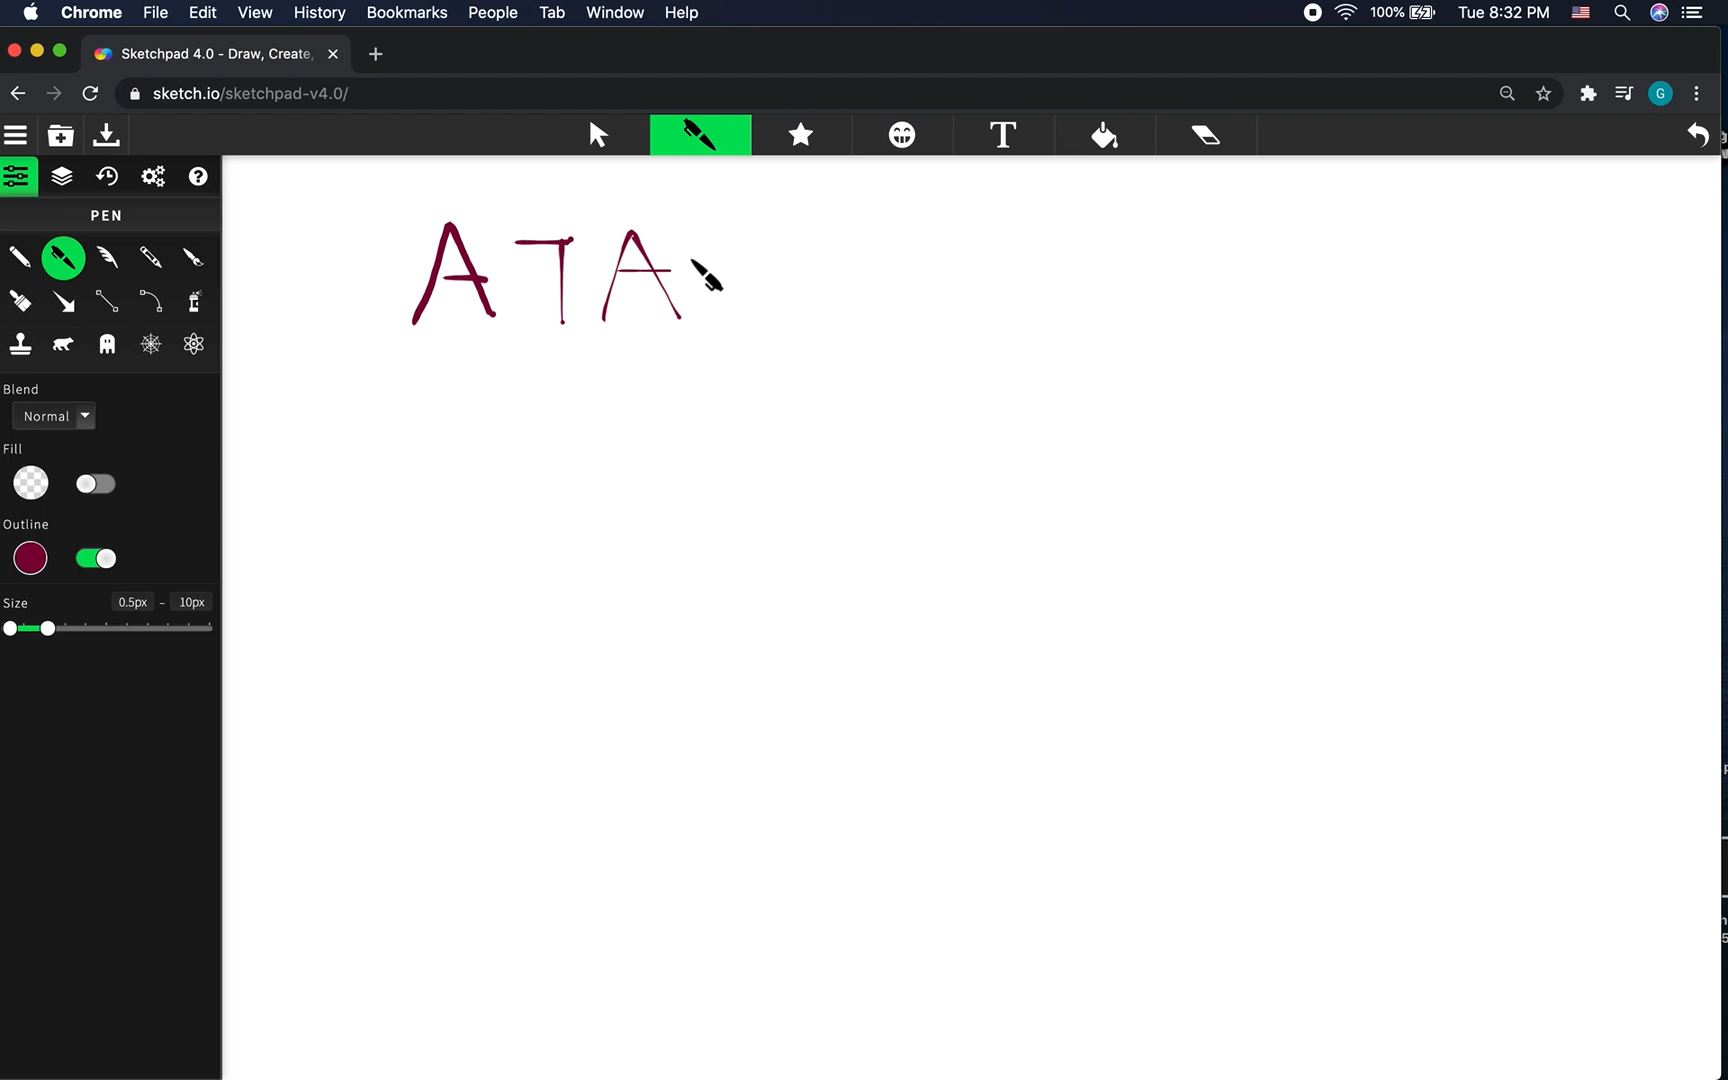 Chrome File Edit View History Bookmarks People Tab Window Help 100% Tue 8:32 PM
Sketchpad 4.0 - Draw, Create,
sketch.io/sketchpad-v4.0/ G
T
PEN
ATA
Blend
Normal
Fill
Outline
Size 0.5px - 10px